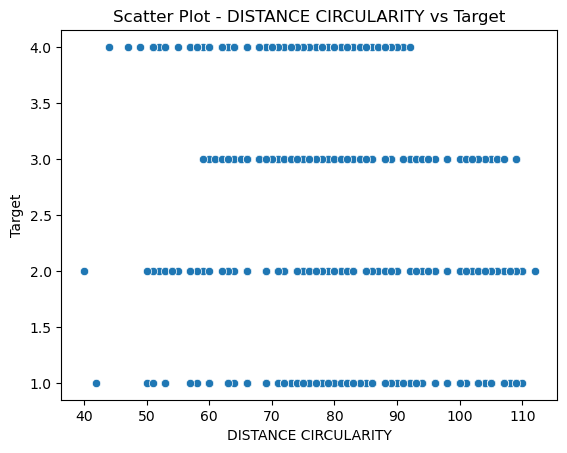 Scatter Plot - DISTANCE CIRCULARITY vs Target
4.0
3.5
3.0
2.5
2.0
1.5
1.0
Target
40 50 60 70 80 90 100 110
DISTANCE CIRCULARITY